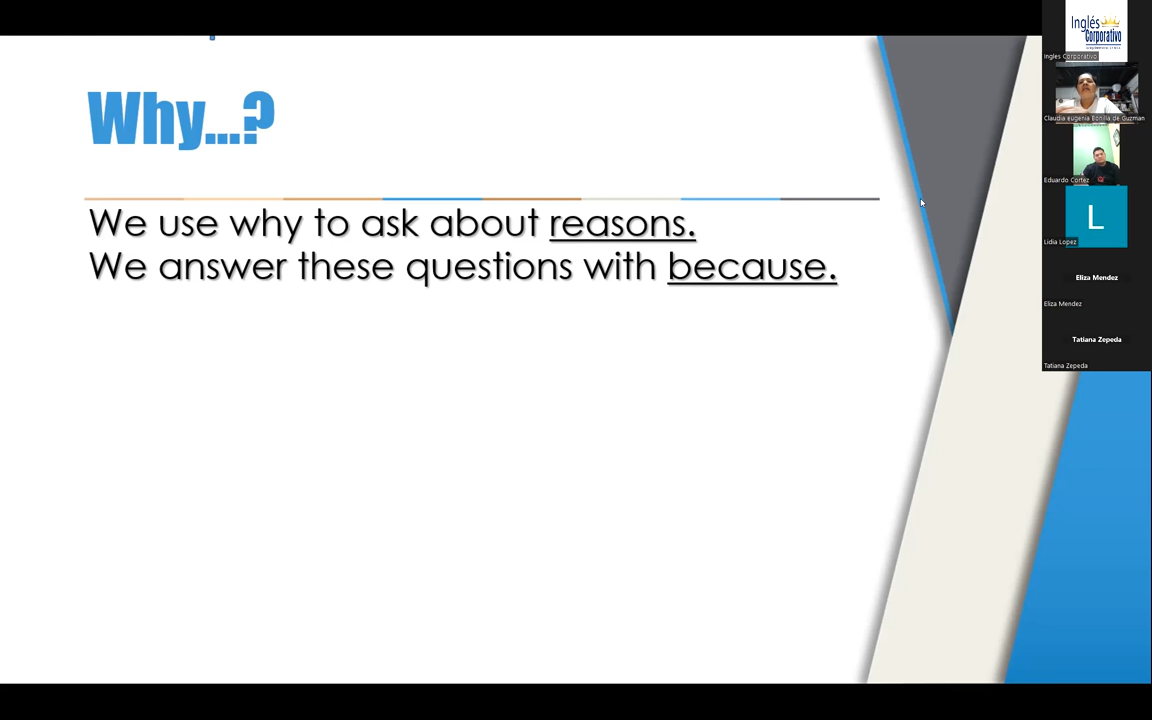 Why...?
We use why to ask about reasons.
We answer these questions with because.
Inglés
Corporativo
Ingles Corporativo
Claudia eugenia Bonilla de Guzman
Eduardo Cortez
L
Lidia Lopez
Eliza Mendez
Eliza Mendez
Tatiana Zepeda
Tatiana Zepeda